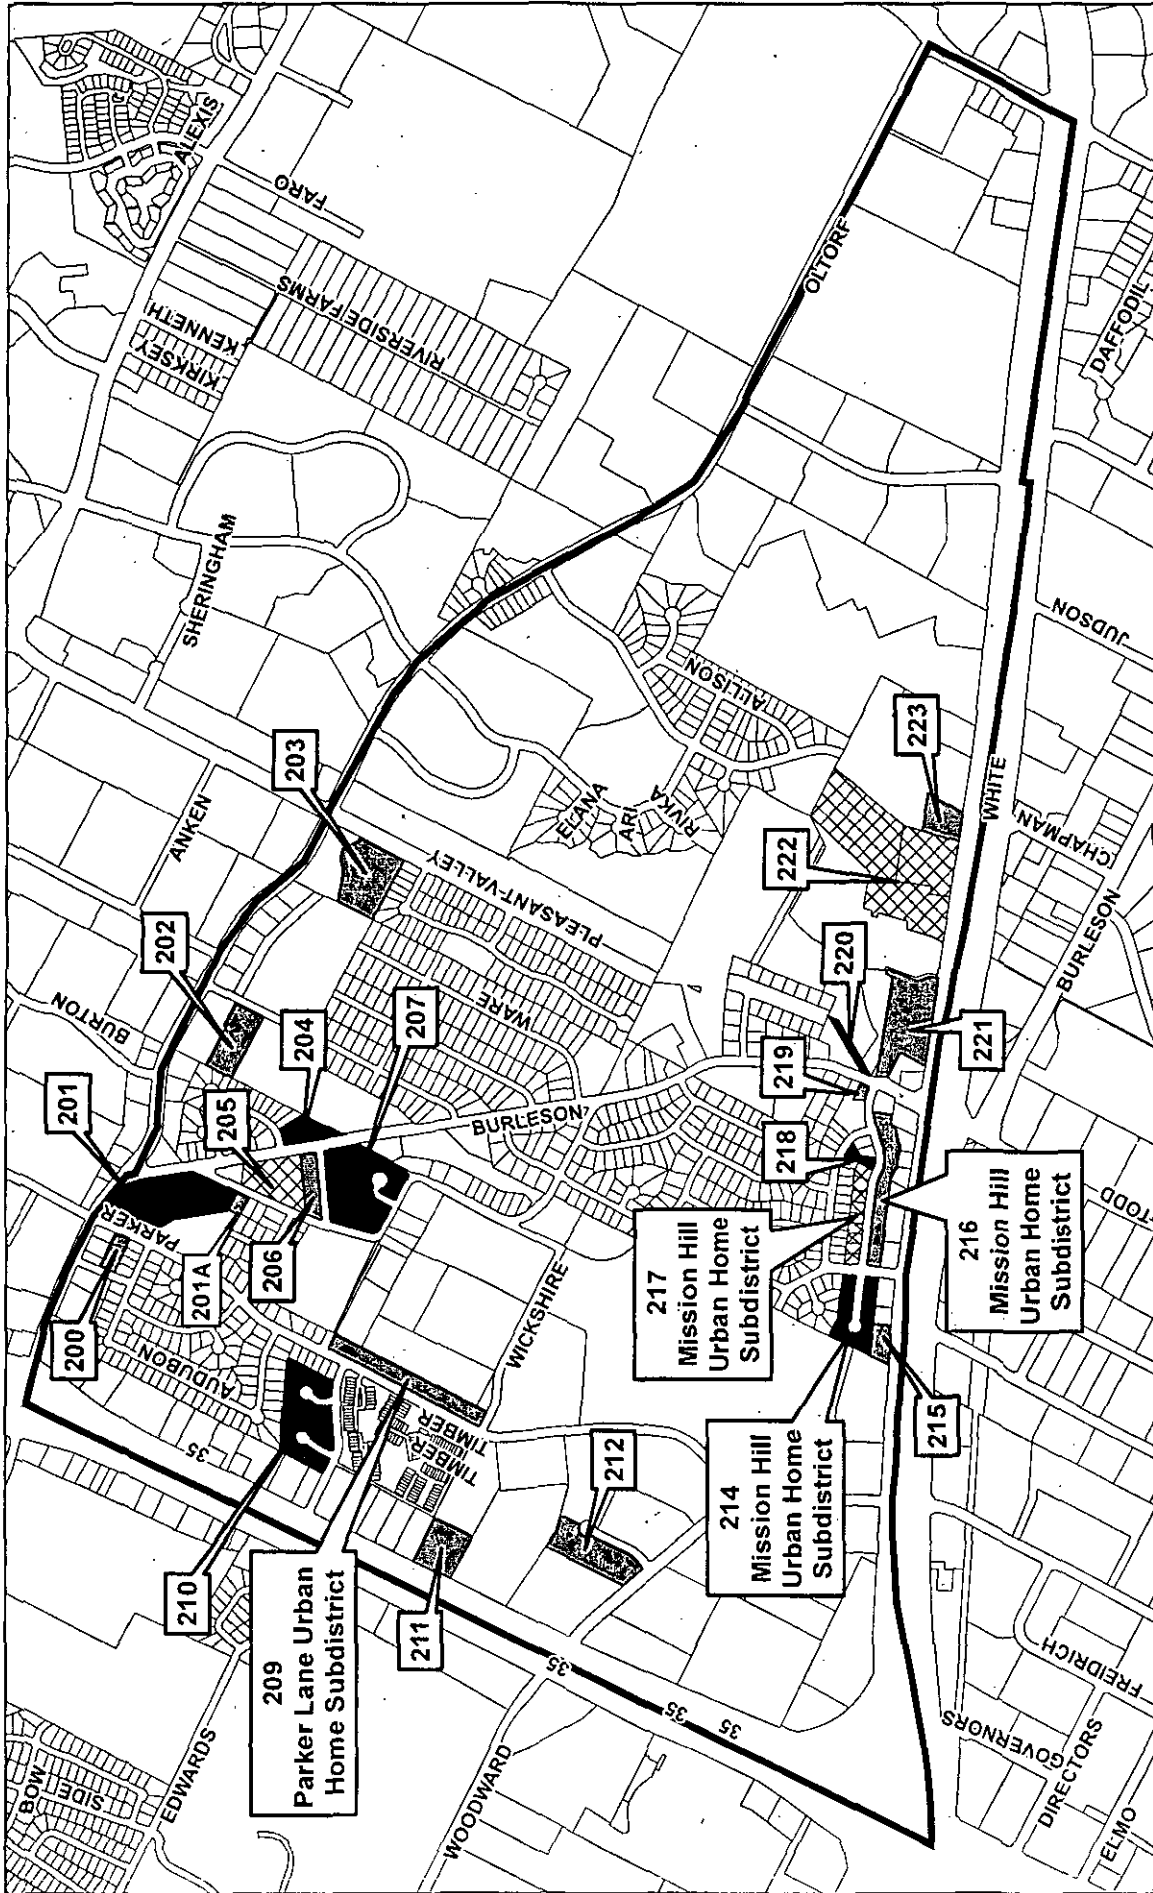 BOW
SIDE
EDWARDS
WOODWARD
35
35
35
35
GOVERNORS
DIRECTORS
ELMO
FREIDRICH
TODD
BURLESON
CHAPMAN
JUDSON
DAFFODIL
WHITE
OLTORF
ALEXIS
FARO
KENNETH
KIRKSEY
RIVERSIDE FARMS
SHERINGHAM
ANKEN
BURTON
PARKER
AUDUBON
TIMBER
TIMBER
WICKSHIRE
BURLESON
WARE
PLEASANT VALLEY
ELANA
ARI
RIVKA
ALLISON
200
201
201A
202
203
204
205
206
207
209
Parker Lane Urban
Home Subdistrict
210
211
212
214
Mission Hill
Urban Home
Subdistrict
215
216
Mission Hill
Urban Home
Subdistrict
217
Mission Hill
Urban Home
Subdistrict
218
219
220
221
222
223